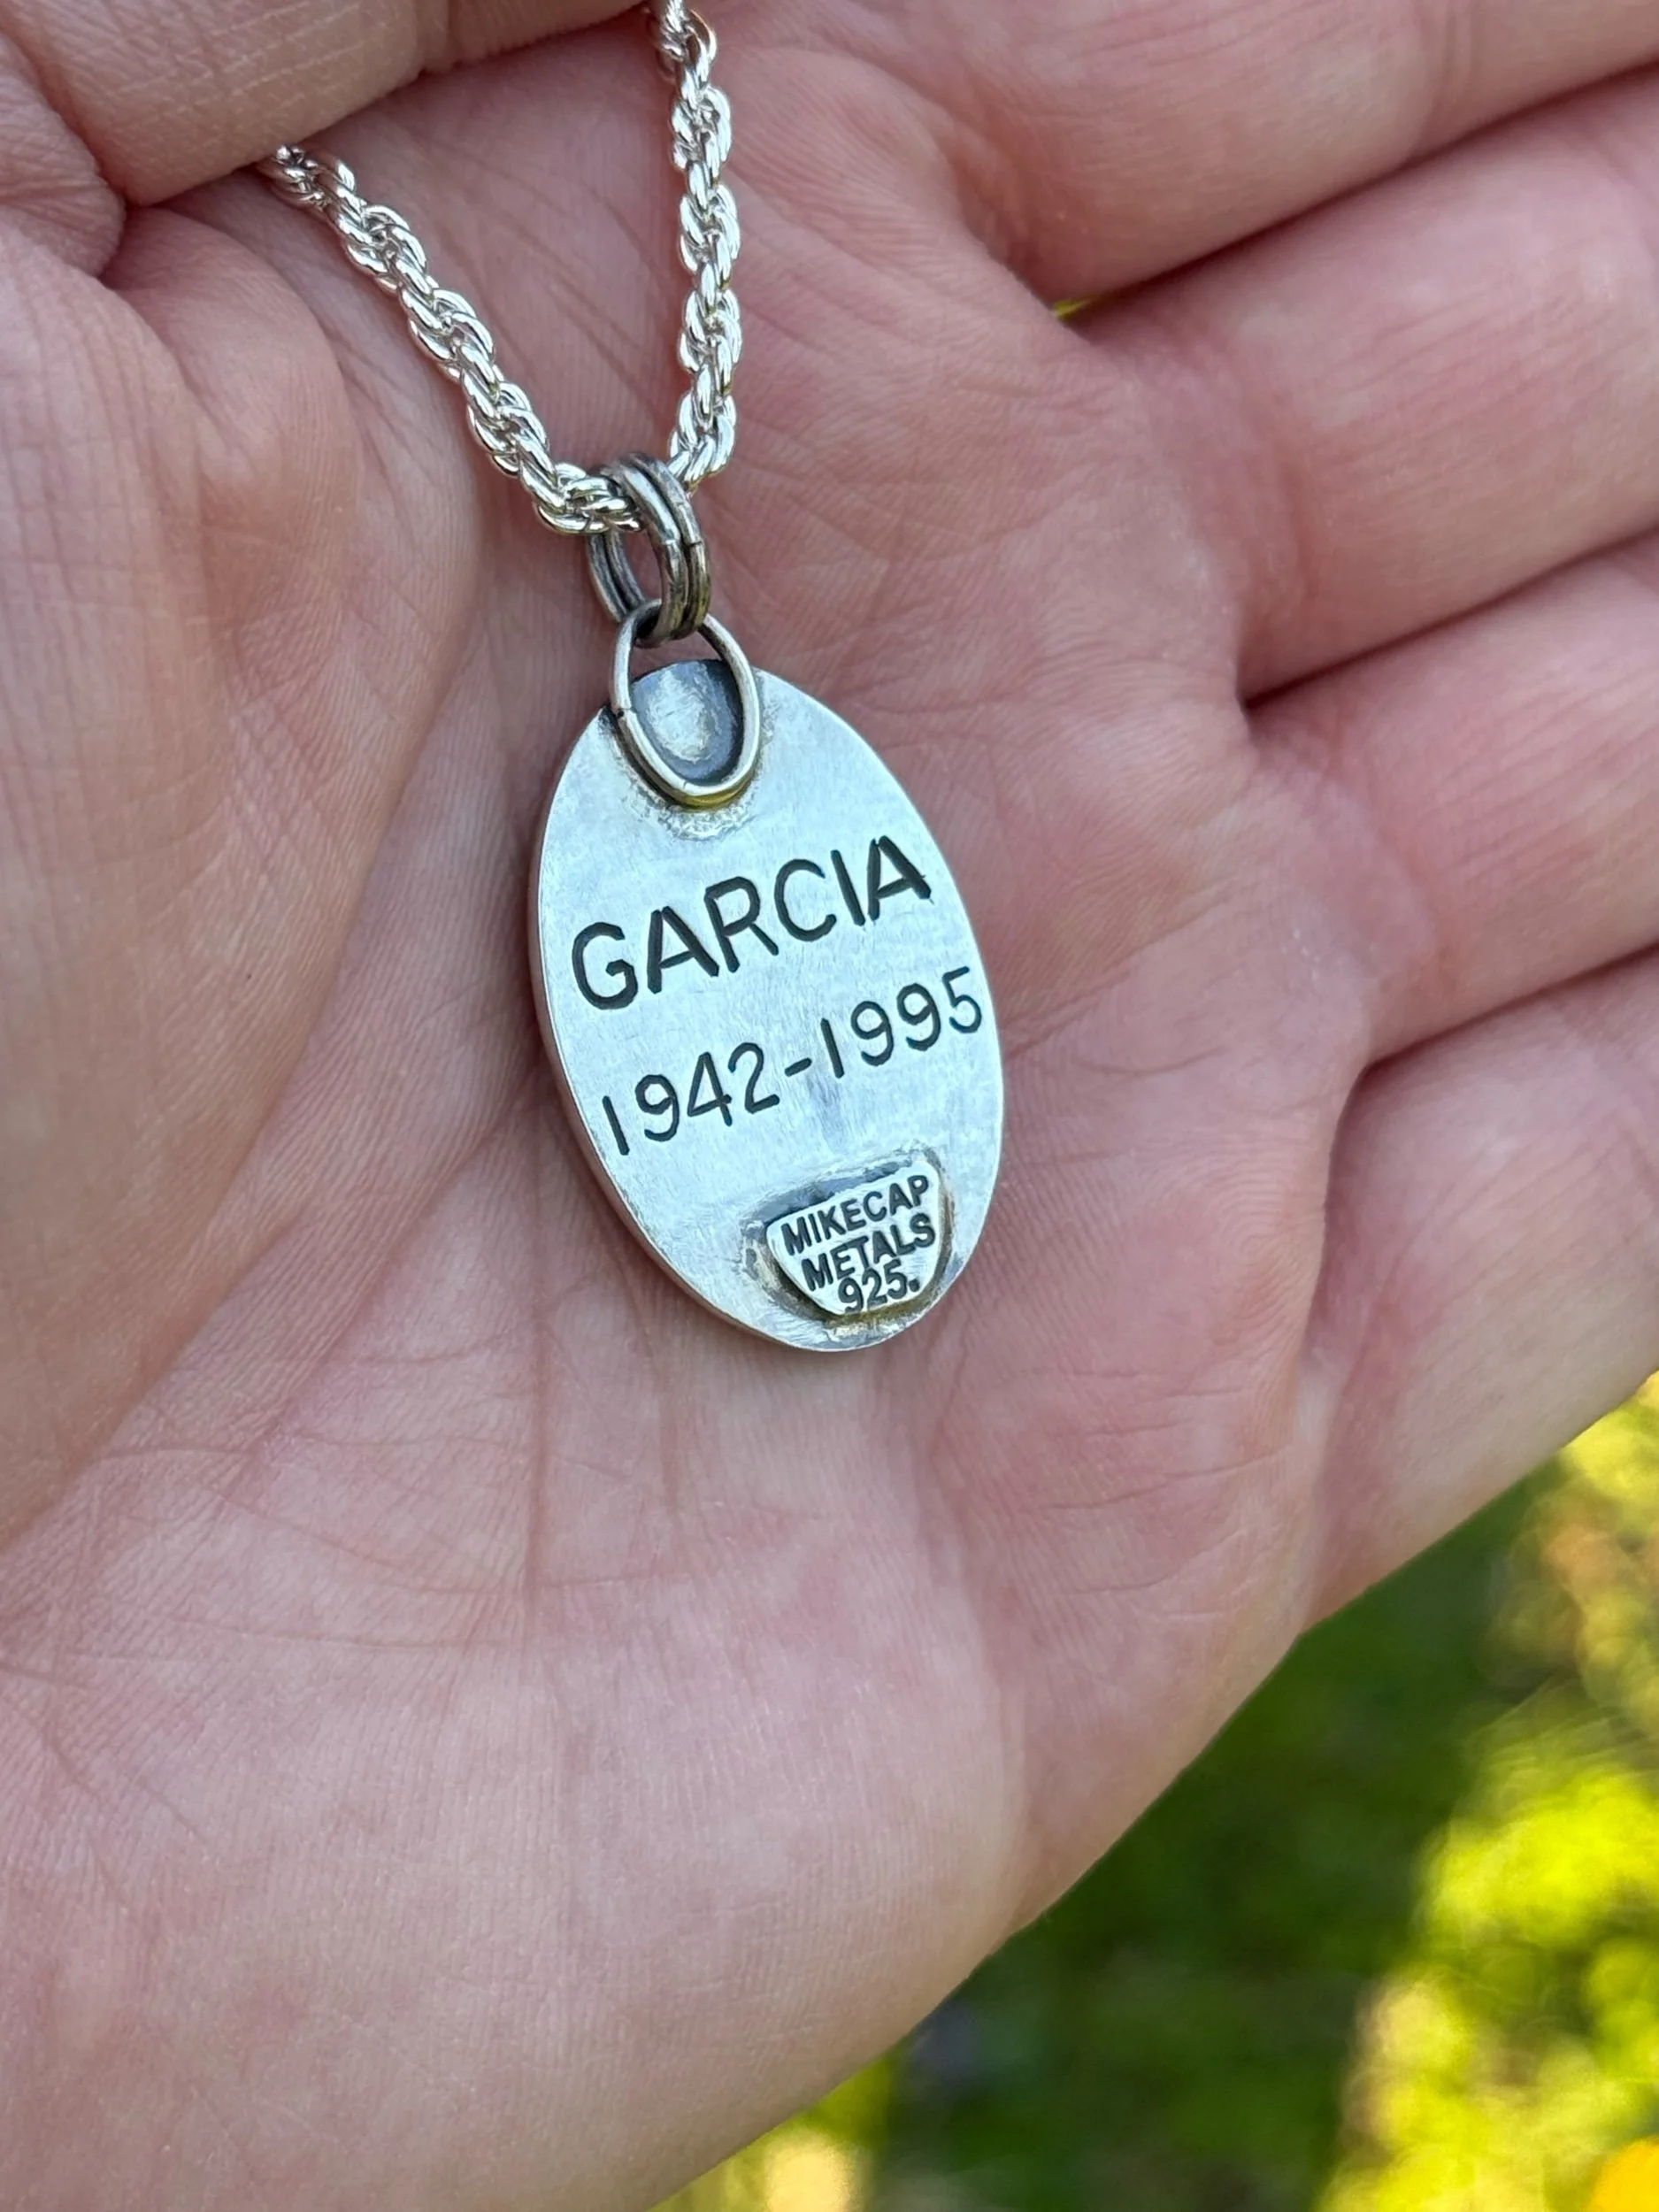 GARCIA
1942-1995
MIKECAP
METALS
925.